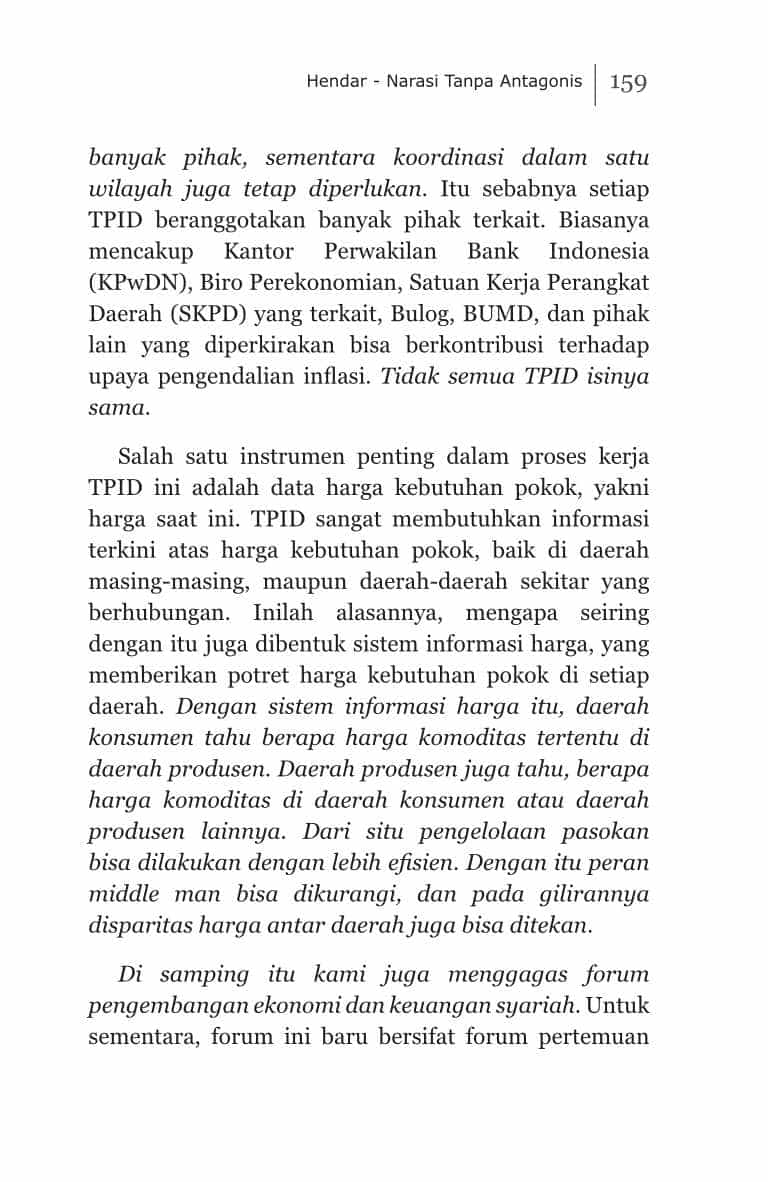 Hendar - Narasi Tanpa Antagonis 159
banyak pihak, sementara koordinasi dalam satu
wilayah juga tetap diperlukan. Itu sebabnya setiap
TPID beranggotakan banyak pihak terkait. Biasanya
mencakup Kantor Perwakilan Bank Indonesia
(KPwDN), Biro Perekonomian, Satuan Kerja Perangkat
Daerah (SKPD) yang terkait, Bulog, BUMD, dan pihak
lain yang diperkirakan bisa berkontribusi terhadap
upaya pengendalian inflasi. Tidak semua TPID isinya
sama.
Salah satu instrumen penting dalam proses kerja
TPID ini adalah data harga kebutuhan pokok, yakni
harga saat ini. TPID sangat membutuhkan informasi
terkini atas harga kebutuhan pokok, baik di daerah
masing-masing, maupun daerah-daerah sekitar yang
berhubungan. Inilah alasannya, mengapa seiring
dengan itu juga dibentuk sistem informasi harga, yang
memberikan potret harga kebutuhan pokok di setiap
daerah. Dengan sistem informasi harga itu, daerah
konsumen tahu berapa harga komoditas tertentu di
daerah produsen. Daerah produsen juga tahu, berapa
harga komoditas di daerah konsumen atau daerah
produsen lainnya. Dari situ pengelolaan pasokan
bisa dilakukan dengan lebih efisien. Dengan itu peran
middle man bisa dikurangi, dan pada gilirannya
disparitas harga antar daerah juga bisa ditekan.
Di samping itu kami juga menggagas forum
pengembangan ekonomi dan keuangan syariah. Untuk
sementara, forum ini baru bersifat forum pertemuan